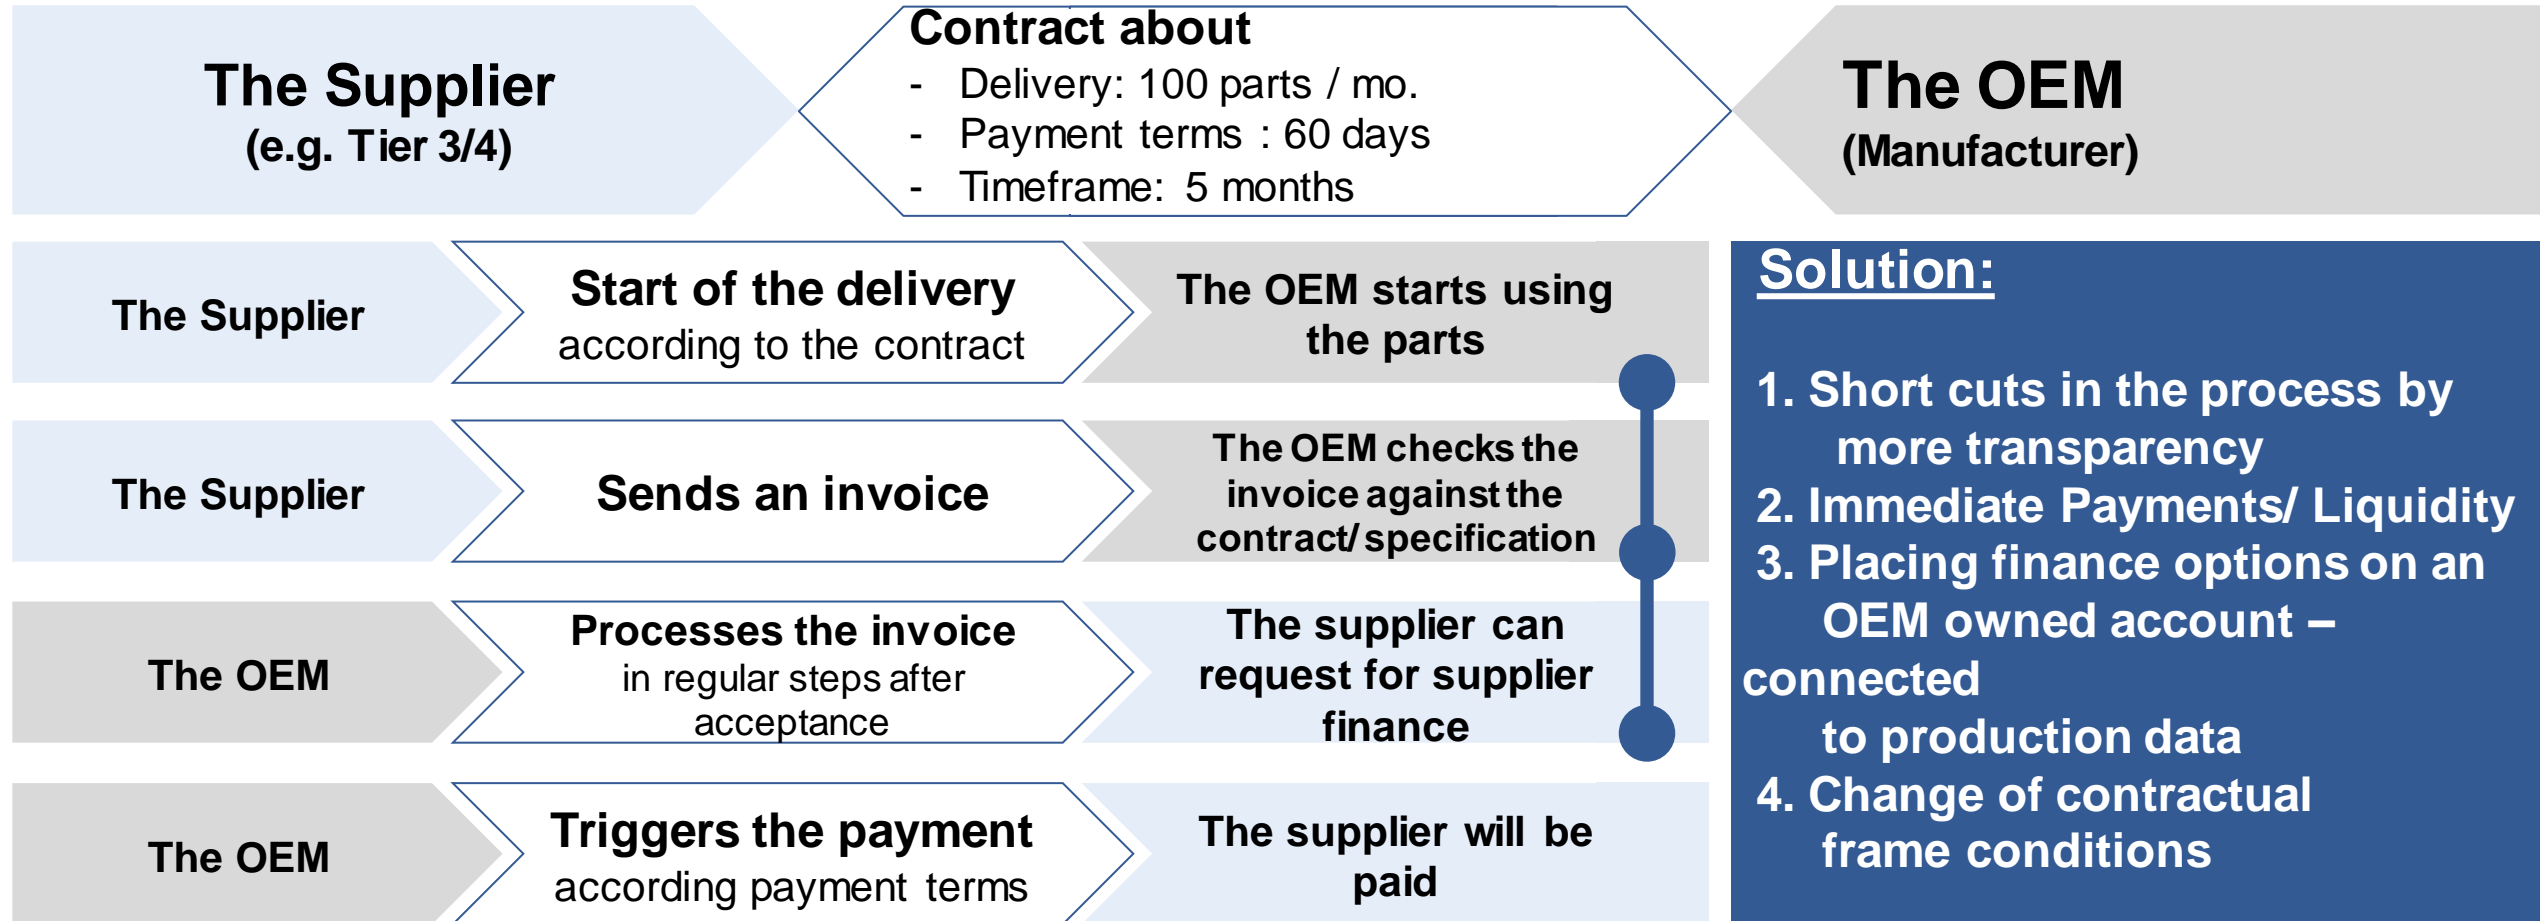 The Supplier
(e.g. Tier 3/4)
Contract about
- Delivery: 100 parts / mo.
- Payment terms : 60 days
- Timeframe: 5 months
The OEM
(Manufacturer)
The Supplier
Start of the delivery
according to the contract
The OEM starts using
the parts
The Supplier
Sends an invoice
The OEM checks the
invoice against the
contract/ specification
The OEM
Processes the invoice
in regular steps after
acceptance
The supplier can
request for supplier
finance
The OEM
Triggers the payment
according payment terms
The supplier will be
paid
Solution:
1. Short cuts in the process by
more transparency
2. Immediate Payments/ Liquidity
3. Placing finance options on an
OEM owned account –
connected
to production data
4. Change of contractual
frame conditions